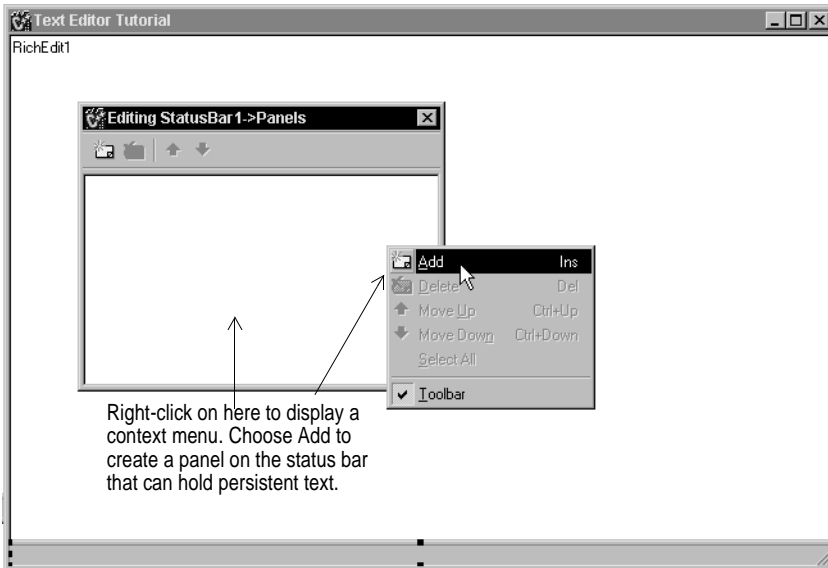 Text Editor Tutorial
RichEdit1
Editing StatusBar1->Panels
Add Ins
Delete Del
Move Up Ctrl+Up
Move Down Ctrl+Down
Select All
Toolbar
Right-click on here to display a
context menu. Choose Add to
create a panel on the status bar
that can hold persistent text.